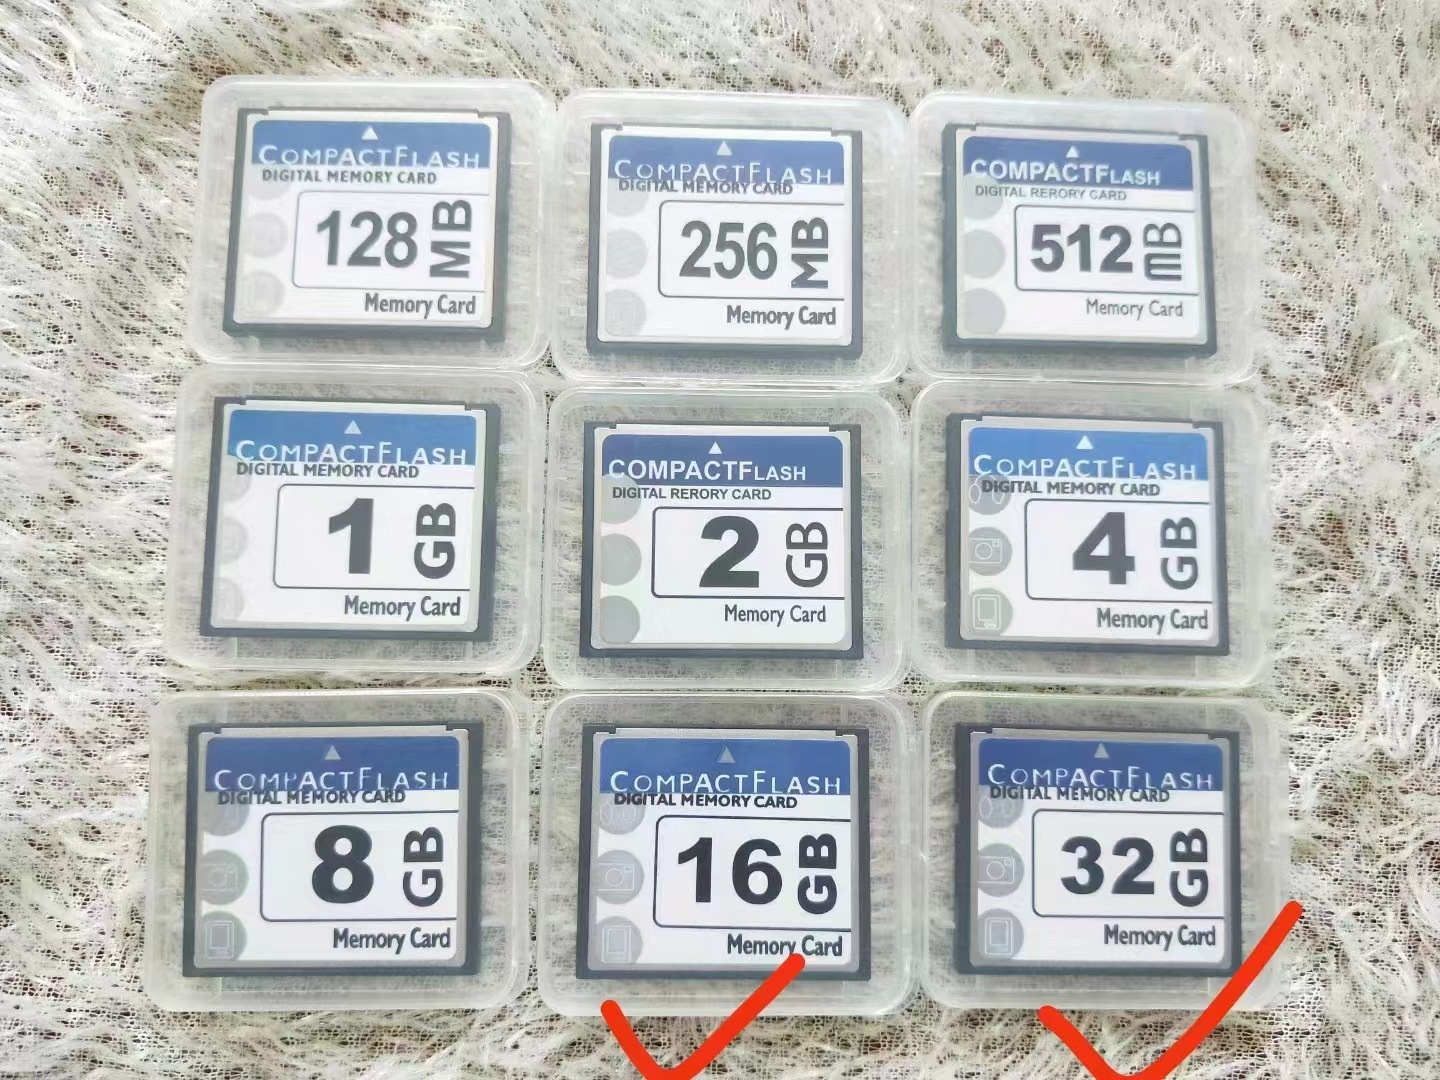 COMPACTFLASH
DIGITAL MEMORY CARD
128 MB
Memory Card
COMPACTFLASH
DIGITAL MEMORY CARD
256 MB
Memory Card
COMPACTFLASH
DIGITAL RERORY CARD
512 MB
Memory Card
COMPACTFLASH
DIGITAL MEMORY CARD
1 GB
Memory Card
COMPACTFLASH
DIGITAL RERORY CARD
2 GB
Memory Card
COMPACTFLASH
DIGITAL MEMORY CARD
4 GB
Memory Card
COMPACTFLASH
DIGITAL MEMORY CARD
8 GB
Memory Card
COMPACTFLASH
DIGITAL MEMORY CARD
16 GB
Memory Card
COMPACTFLASH
DIGITAL MEMORY CARD
32 GB
Memory Card